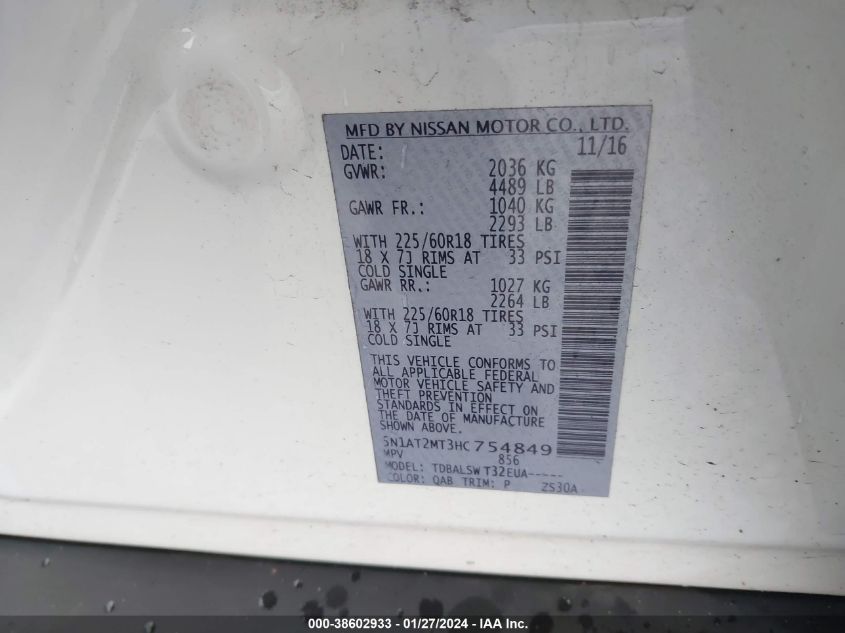 MFD BY NISSAN MOTOR CO., LTD.
DATE: 11/16
GVWR: 2036 KG
4489 LB
GAWR FR.: 1040 KG
2293 LB
WITH 225/60R18 TIRES
18 X 7J RIMS AT 33 PSI
COLD SINGLE
GAWR RR.: 1027 KG
2264 LB
WITH 225/60R18 TIRES
18 X 7J RIMS AT 33 PSI
COLD SINGLE
THIS VEHICLE CONFORMS TO
ALL APPLICABLE FEDERAL
MOTOR VEHICLE SAFETY AND
THEFT PREVENTION
STANDARDS IN EFFECT ON
THE DATE OF MANUFACTURE
SHOWN ABOVE.
5N1AT2MT3HC754849
MPV 856
MODEL: TDBALSW T32EUA-----
COLOR: QAB TRIM: P ZS30A
000-38602933 - 01/27/2024 - IAA Inc.